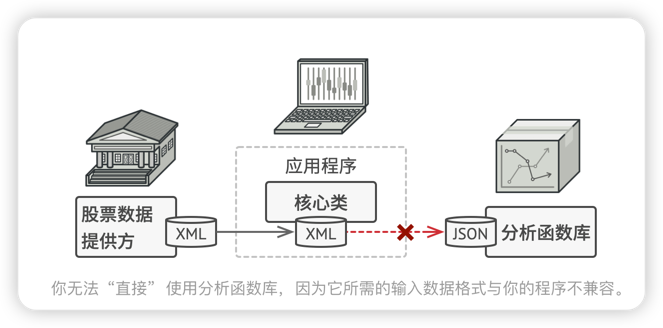 应用程序
核心类
股票数据
提供方
XML
XML
JSON
分析函数库
你无法“直接” 使用分析函数库，因为它所需的输入数据格式与你的程序不兼容。